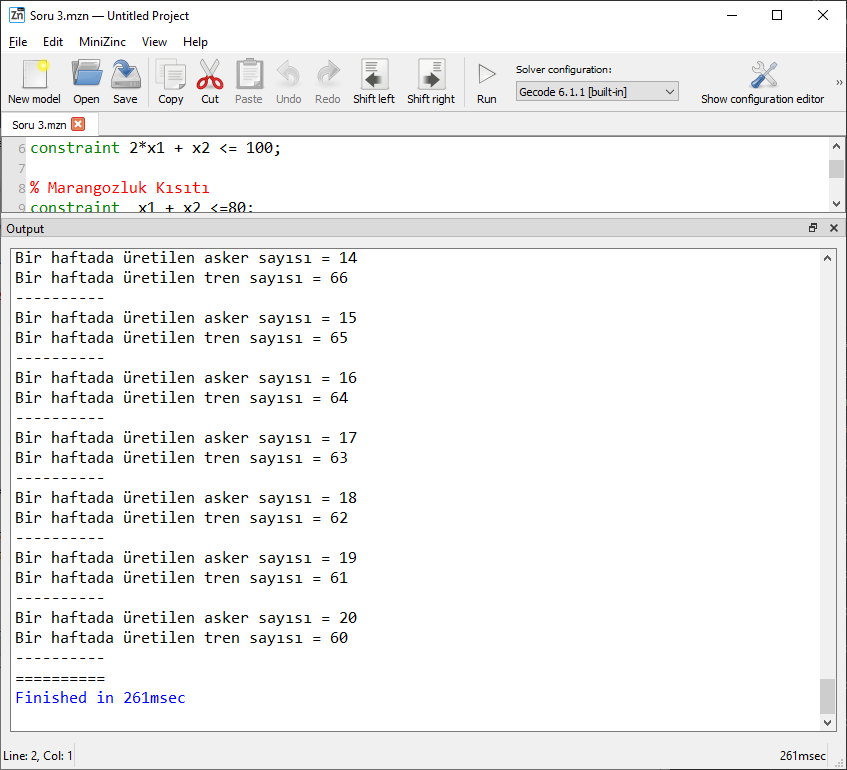 Zn Soru 3.mzn — Untitled Project
File Edit MiniZinc View Help
New model Open Save Copy Cut Paste Undo Redo Shift left Shift right Run
Solver configuration:
Gecode 6.1.1 [built-in]
Show configuration editor
»
Soru 3.mzn
6 constraint 2*x1 + x2 <= 100;
7
8 % Marangozluk Kısıtı
9 constraint  x1 + x2 <=80;
Output
Bir haftada üretilen asker sayısı = 14
Bir haftada üretilen tren sayısı = 66
----------
Bir haftada üretilen asker sayısı = 15
Bir haftada üretilen tren sayısı = 65
----------
Bir haftada üretilen asker sayısı = 16
Bir haftada üretilen tren sayısı = 64
----------
Bir haftada üretilen asker sayısı = 17
Bir haftada üretilen tren sayısı = 63
----------
Bir haftada üretilen asker sayısı = 18
Bir haftada üretilen tren sayısı = 62
----------
Bir haftada üretilen asker sayısı = 19
Bir haftada üretilen tren sayısı = 61
----------
Bir haftada üretilen asker sayısı = 20
Bir haftada üretilen tren sayısı = 60
----------
==========
Finished in 261msec
Line: 2, Col: 1
261msec